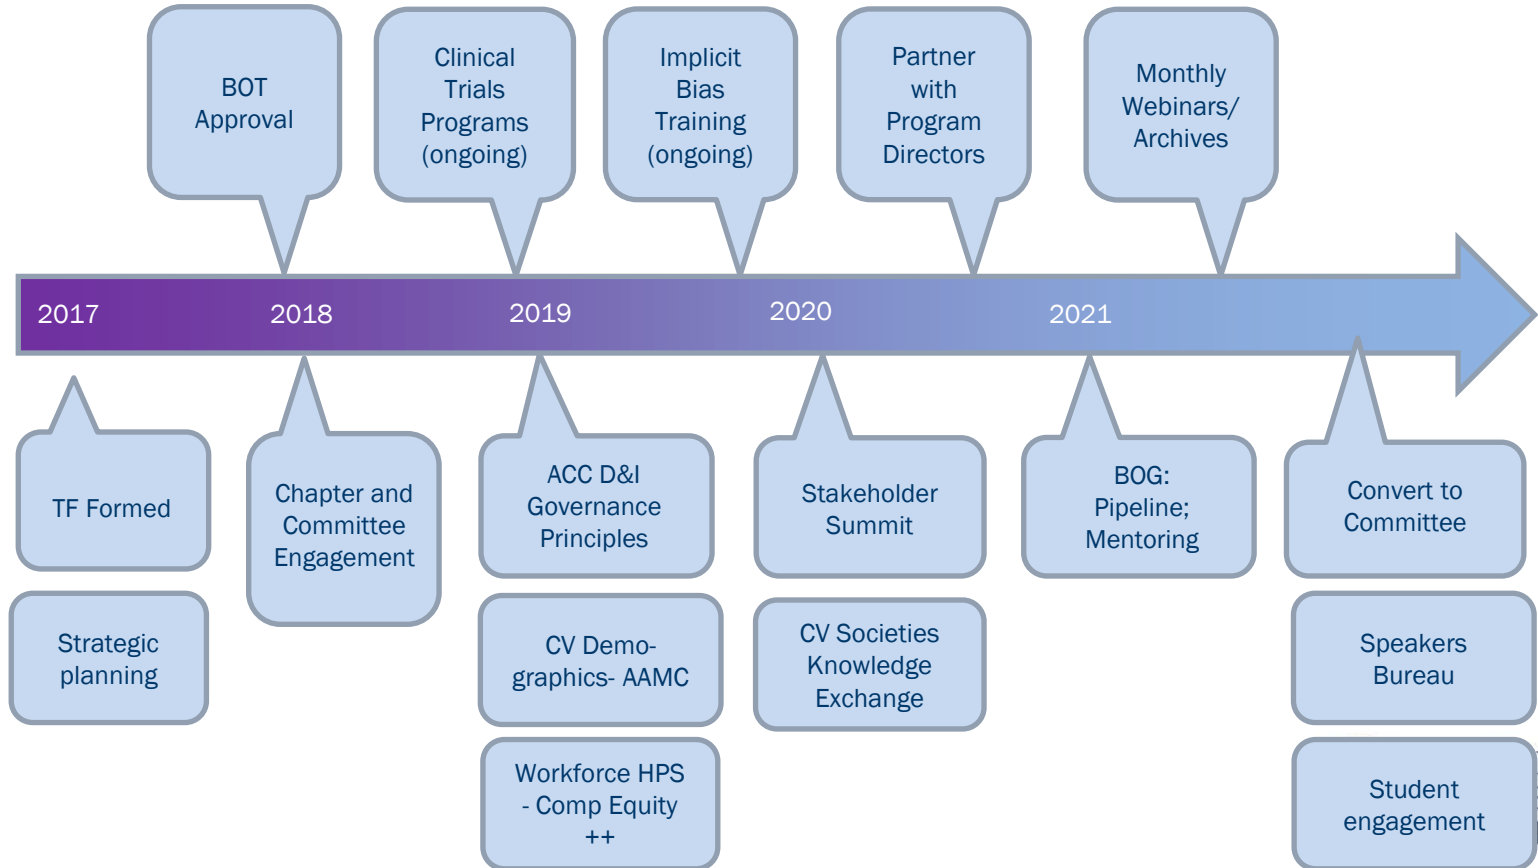 BOT
Approval
Clinical
Trials
Programs
(ongoing)
Implicit
Bias
Training
(ongoing)
Partner
with
Program
Directors
Monthly
Webinars/
Archives
2017
2018
2019
2020
2021
TF Formed
Chapter and
Committee
Engagement
ACC D&I
Governance
Principles
Stakeholder
Summit
BOG:
Pipeline;
Mentoring
Convert to
Committee
Strategic
planning
CV Demo-
graphics- AAMC
CV Societies
Knowledge
Exchange
Speakers
Bureau
Workforce HPS
- Comp Equity
++
Student
engagement